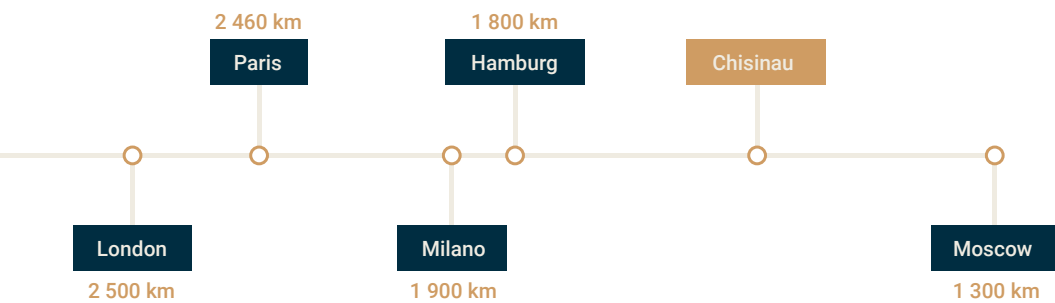 2 460 km
Paris
1 800 km
Hamburg
Chisinau
London
2 500 km
Milano
1 900 km
Moscow
1 300 km